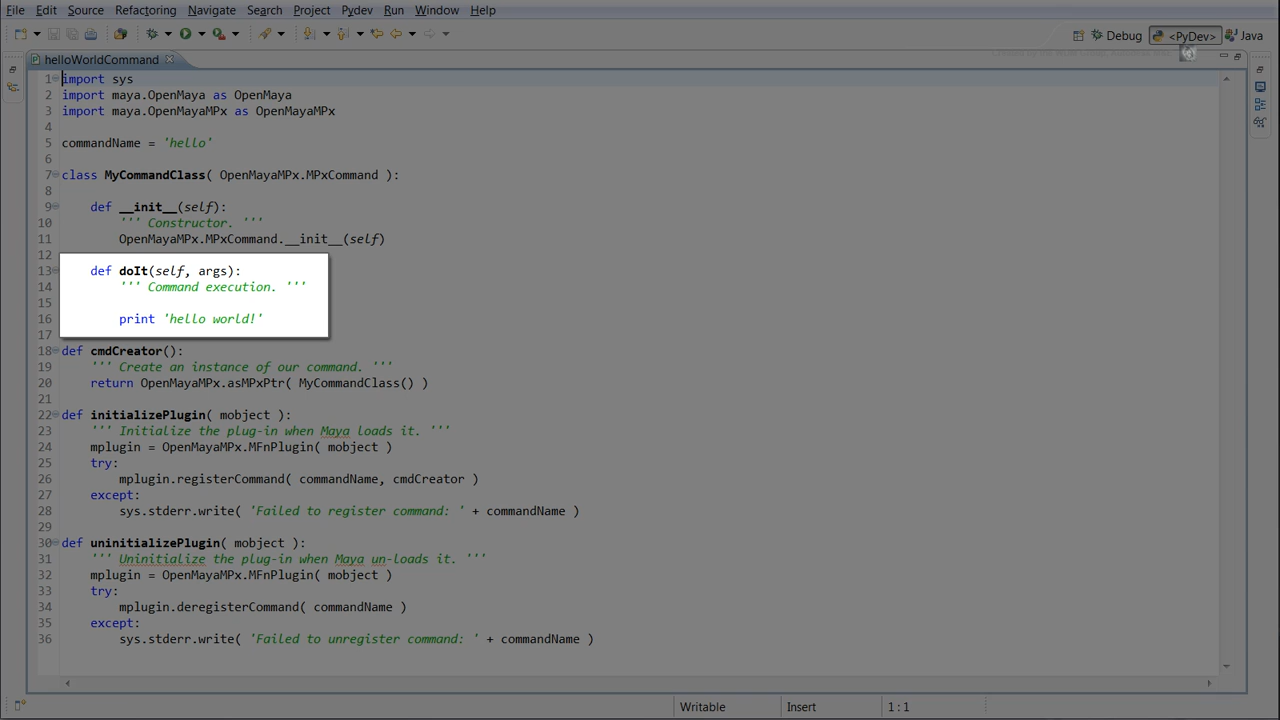 File Edit Source Refactoring Navigate Search Project Pydev Run Window Help
Debug <PyDev> Java
helloWorldCommand
1 import sys
2 import maya.OpenMaya as OpenMaya
3 import maya.OpenMayaMPx as OpenMayaMPx
4
5 commandName = 'hello'
6
7 class MyCommandClass( OpenMayaMPx.MPxCommand ):
8
9 def __init__(self):
10 ''' Constructor. '''
11 OpenMayaMPx.MPxCommand.__init__(self)
12
13 def doIt(self, args):
14 ''' Command execution. '''
15
16 print 'hello world!'
17
18 def cmdCreator():
19 ''' Create an instance of our command. '''
20 return OpenMayaMPx.asMPxPtr( MyCommandClass() )
21
22 def initializePlugin( mobject ):
23 ''' Initialize the plug-in when Maya loads it. '''
24 mplugin = OpenMayaMPx.MFnPlugin( mobject )
25 try:
26 mplugin.registerCommand( commandName, cmdCreator )
27 except:
28 sys.stderr.write( 'Failed to register command: ' + commandName )
29
30 def uninitializePlugin( mobject ):
31 ''' Uninitialize the plug-in when Maya un-loads it. '''
32 mplugin = OpenMayaMPx.MFnPlugin( mobject )
33 try:
34 mplugin.deregisterCommand( commandName )
35 except:
36 sys.stderr.write( 'Failed to unregister command: ' + commandName )
Writable Insert 1 : 1